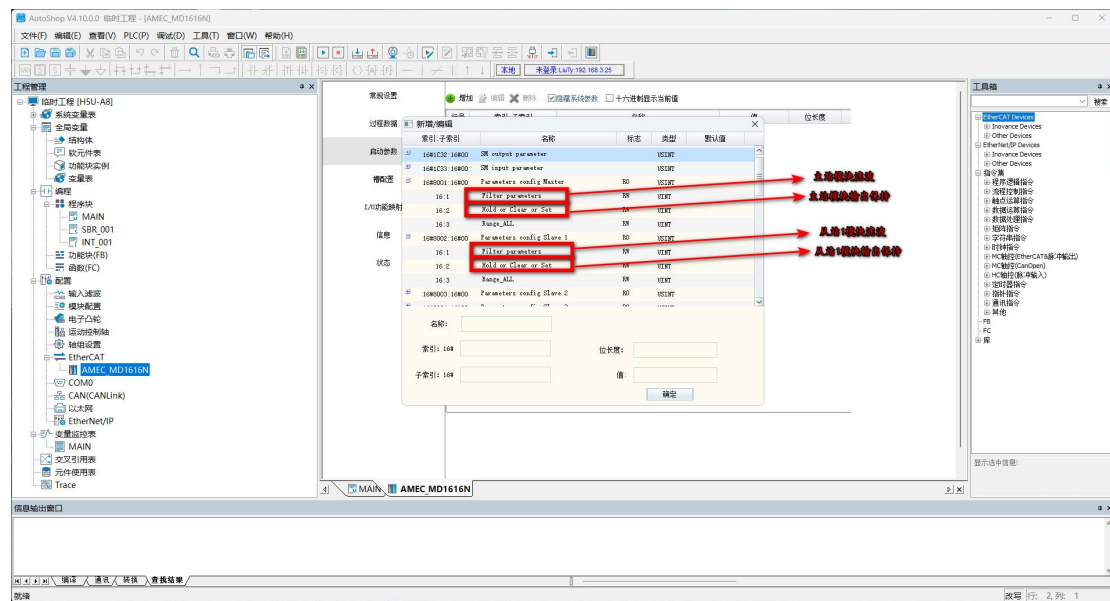 AutoShop V4.10.0.0 临时工程 - [AMEC_MD1616N]
文件(F) 编辑(E) 查看(V) PLC(P) 调试(D) 工具(T) 窗口(W) 帮助(H)
本地 未登录:LiuTy:192.168.3.25
工程管理
临时工程 [H5U-A8]
系统变量表
全局变量
结构体
软元件表
功能块实例
变量表
编程
程序块
MAIN
SBR_001
INT_001
功能块(FB)
函数(FC)
配置
输入滤波
模块配置
电子凸轮
运动控制轴
轴组设置
EtherCAT
AMEC_MD1616N
COM0
CAN(CANLink)
以太网
EtherNet/IP
变量监控表
MAIN
交叉引用表
元件使用表
Trace
常规设置
过程数据
启动参数
槽配置
I/O功能映射
信息
状态
增加 编辑 删除 隐藏系统参数 十六进制显示当前值
位长度
新增/编辑
索引:子索引 名称 标志 类型 默认值
16#1C32:16#00 SM output parameter USINT
16#1C33:16#00 SM input parameter USINT
16#8001:16#00 Parameters config Master RO USINT
16:1 Filter parameters RW UINT
16:2 Hold or Clear or Set RW UINT
16:3 Range_ALL RW UINT
16#8002:16#00 Parameters config Slave 1 RO USINT
16:1 Filter parameters RW UINT
16:2 Hold or Clear or Set RW UINT
16:3 Range_ALL RW UINT
16#8003:16#00 Parameters config Slave 2 RO USINT
名称:
索引: 16# 位长度:
子索引: 16# 值:
确定
主站模块滤波
主站模块输出保持
从站1模块滤波
从站1模块输出保持
工具箱
搜索
EtherCAT Devices
Inovance Devices
Other Devices
EtherNet/IP Devices
Inovance Devices
Other Devices
指令集
程序逻辑指令
流程控制指令
触点运算指令
数据运算指令
数据处理指令
矩阵指令
字符串指令
时钟指令
MC轴控(EtherCAT&脉冲输出)
MC轴控(CanOpen)
HC轴控(脉冲输入)
定时器指令
指针指令
通讯指令
其他
FB
FC
库
显示选中信息!
MAIN AMEC_MD1616N
信息输出窗口
编译 通讯 转换 查找结果
就绪
改写 行: 2, 列: 1